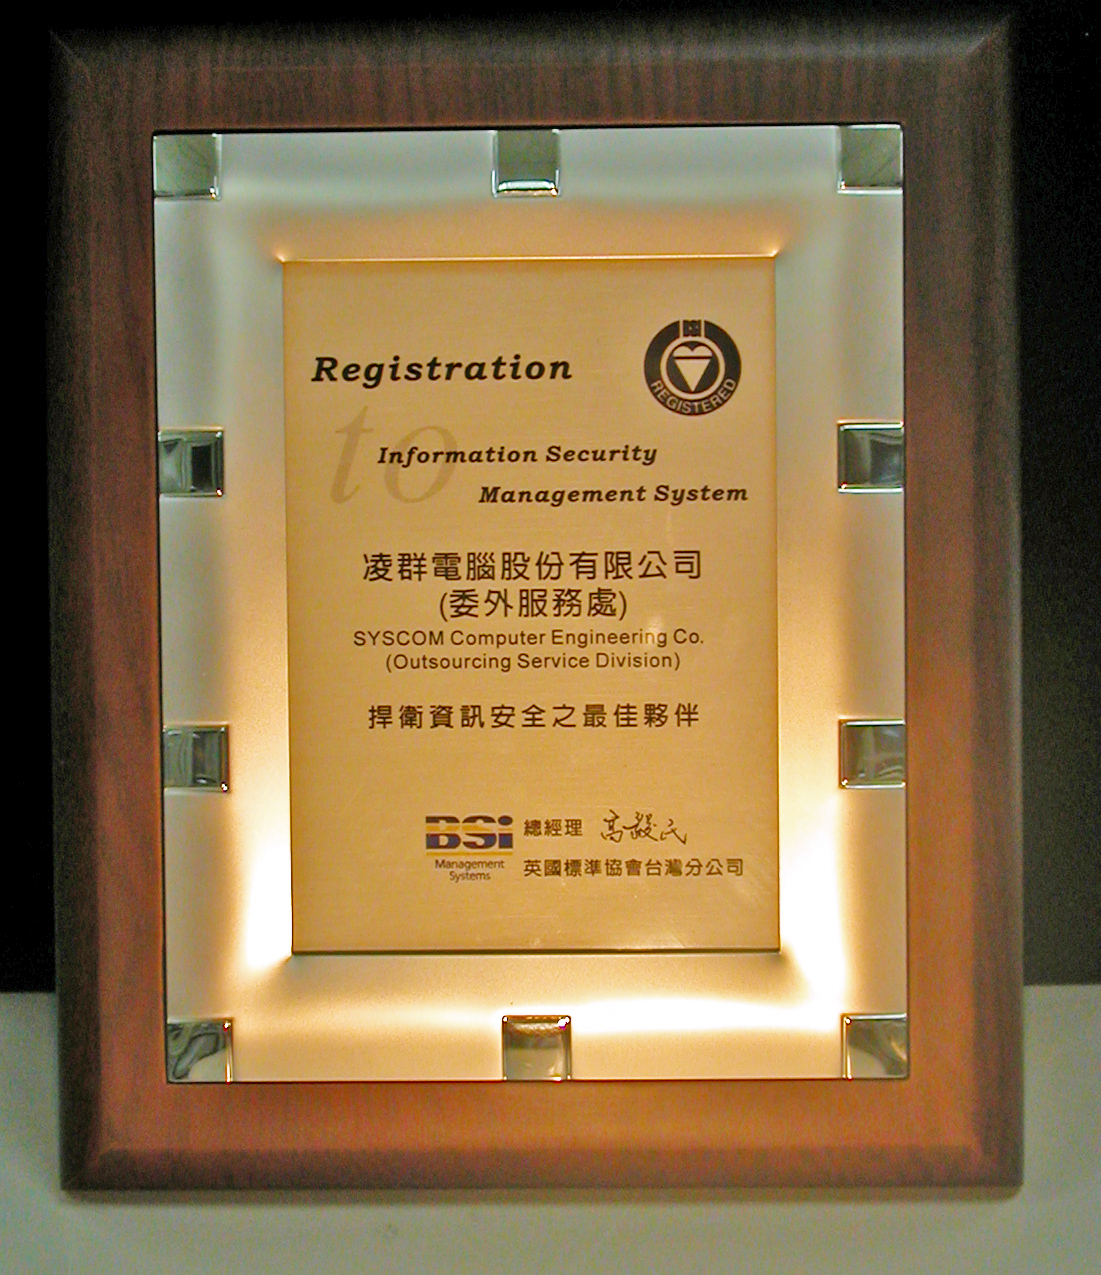 Registration
REGISTERED
to
Information Security
Management System
凌群電腦股份有限公司
(委外服務處)
SYSCOM Computer Engineering Co.
(Outsourcing Service Division)
捍衛資訊安全之最佳夥伴
BSi 總經理 高毅民
Management
Systems
英國標準協會台灣分公司